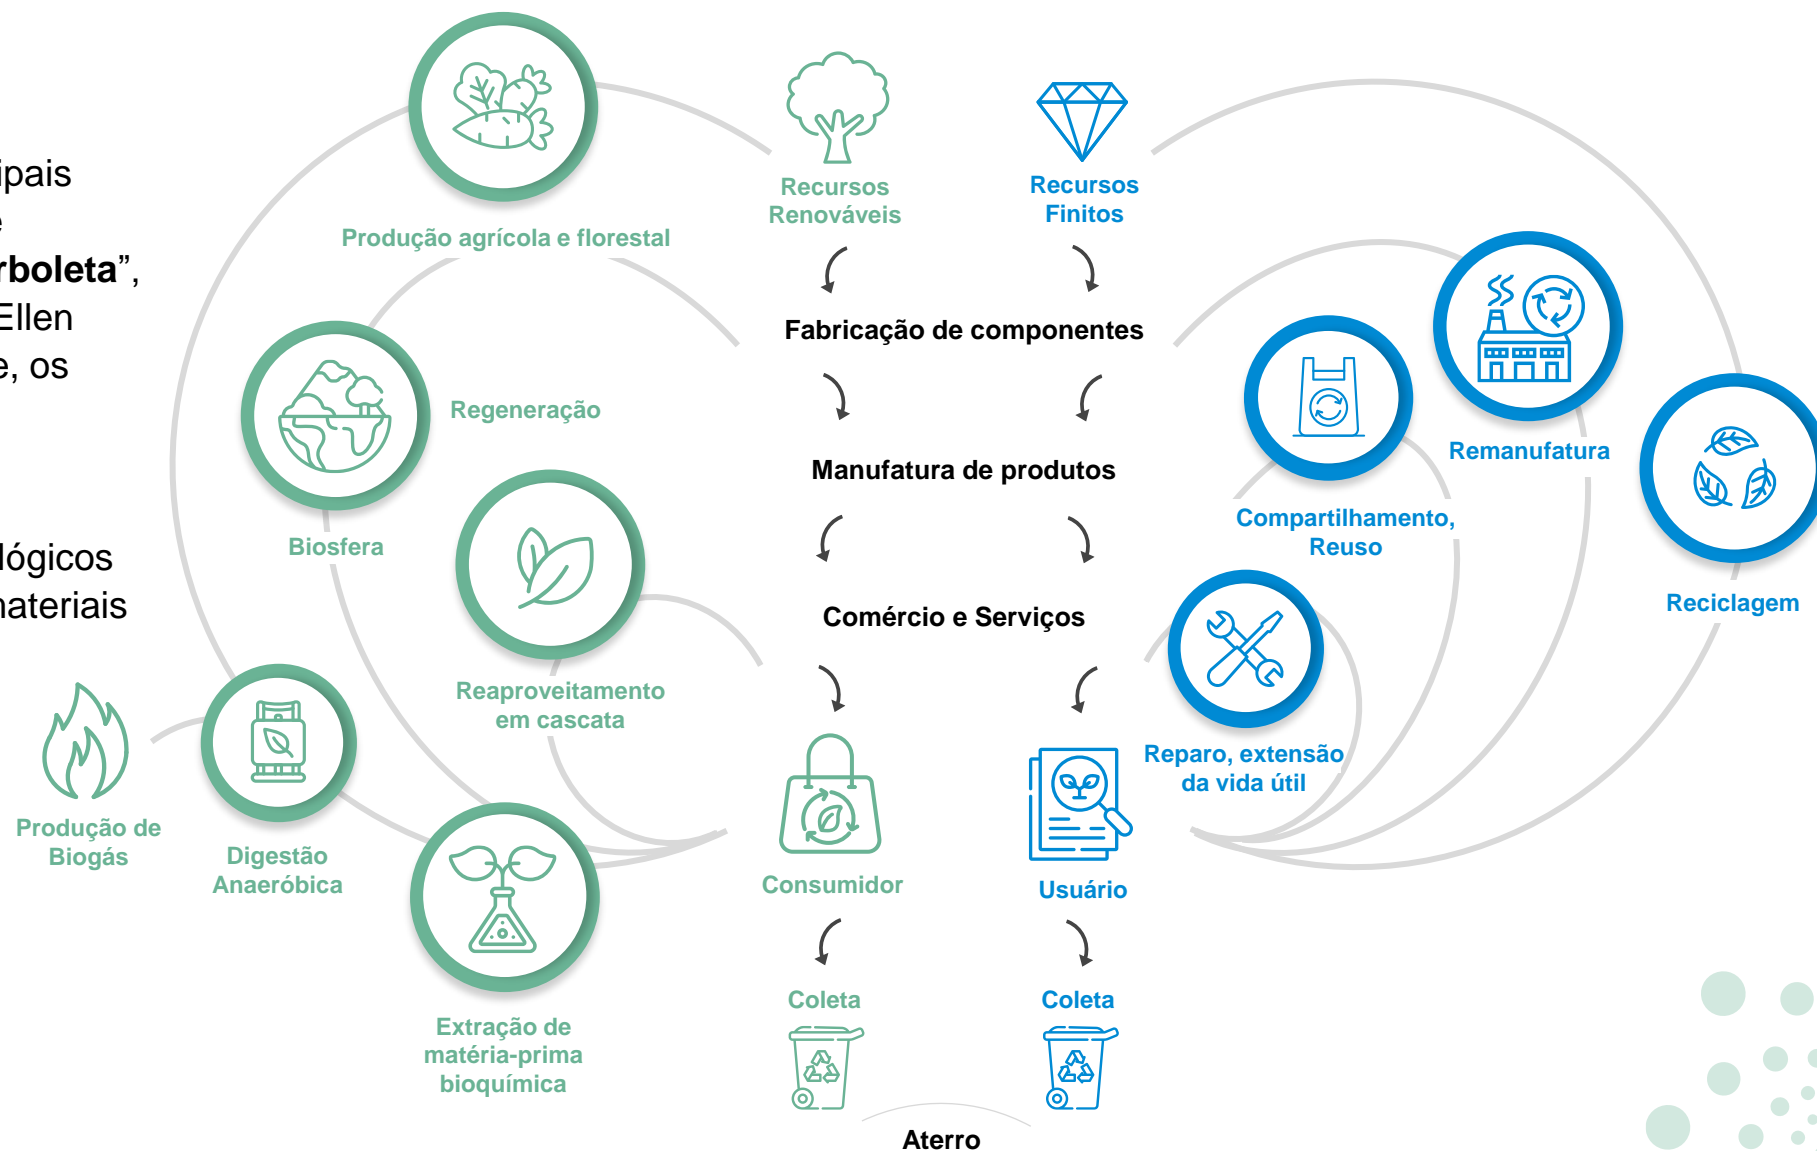 ipais
e
rboleta”,
Ellen
e, os
lógicos
nateriais
Produção agrícola e florestal
Recursos
Renováveis
Recursos
Finitos
Fabricação de componentes
Regeneração
Remanufatura
Manufatura de produtos
Compartilhamento,
Reuso
Biosfera
Reciclagem
Comércio e Serviços
Reaproveitamento
em cascata
Reparo, extensão
da vida útil
Produção de
Biogás
Digestão
Anaeróbica
Consumidor
Usuário
Coleta
Coleta
Extração de
matéria-prima
bioquímica
Aterro